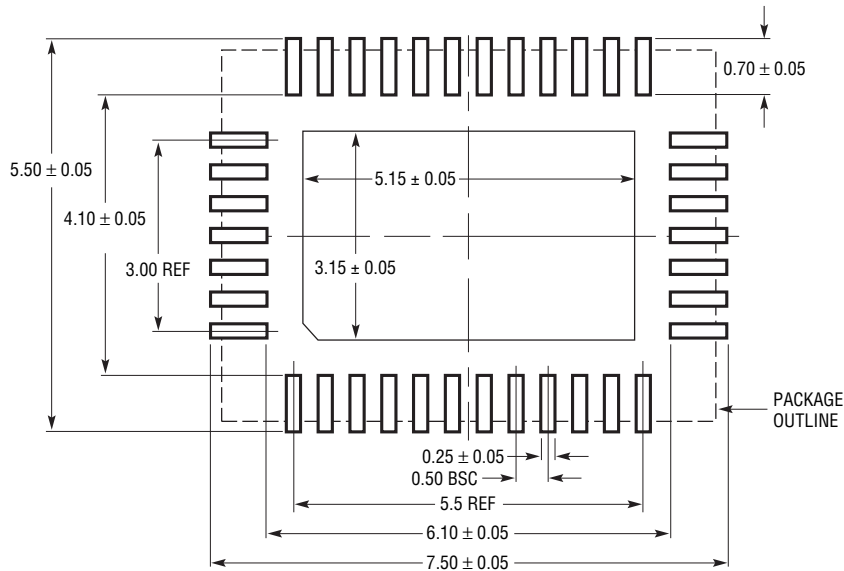 0.70 ± 0.05
5.50 ± 0.05
5.15 ± 0.05
4.10 ± 0.05
3.00 REF
3.15 ± 0.05
PACKAGE
OUTLINE
0.25 ± 0.05
0.50 BSC
5.5 REF
6.10 ± 0.05
7.50 ± 0.05